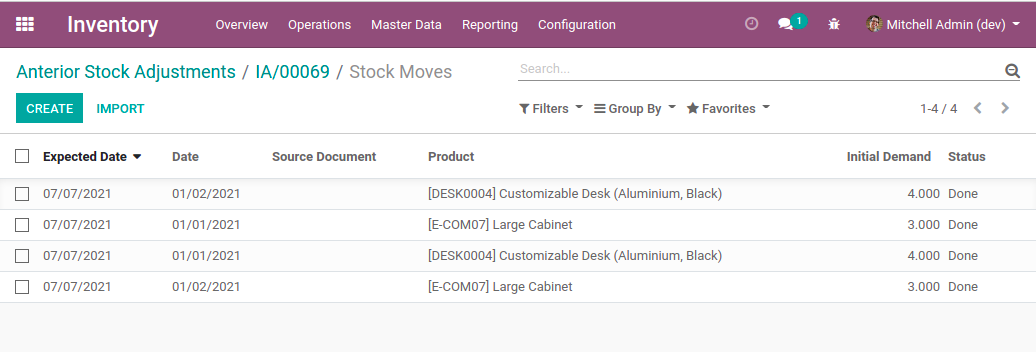 Inventory Overview Operations Master Data Reporting Configuration 1 Mitchell Admin (dev)
Anterior Stock Adjustments / IA/00069 / Stock Moves Search...
CREATE IMPORT Filters Group By Favorites 1-4 / 4
Expected Date Date Source Document Product Initial Demand Status
07/07/2021 01/02/2021 [DESK0004] Customizable Desk (Aluminium, Black) 4.000 Done
07/07/2021 01/01/2021 [E-COM07] Large Cabinet 3.000 Done
07/07/2021 01/01/2021 [DESK0004] Customizable Desk (Aluminium, Black) 4.000 Done
07/07/2021 01/02/2021 [E-COM07] Large Cabinet 3.000 Done